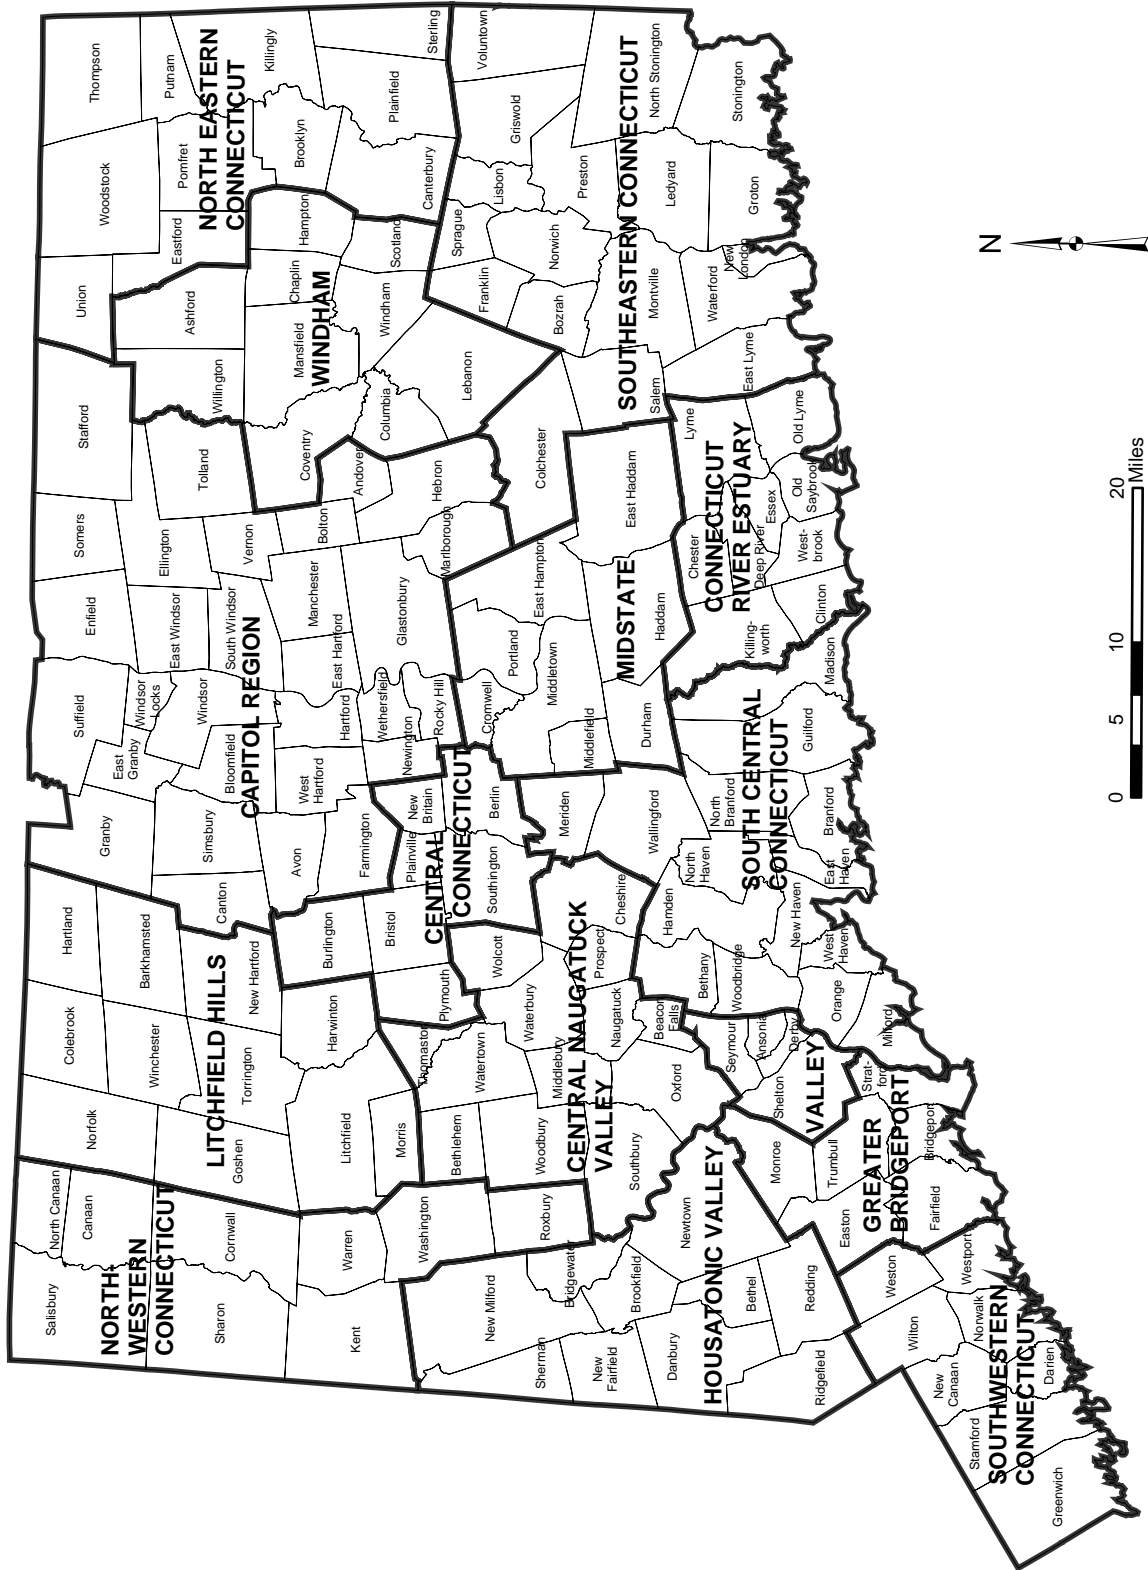 NORTH-
WESTERN
CONNECTICUT
Salisbury
North Canaan
Canaan
Sharon
Cornwall
Kent
Warren
Washington
Roxbury
LITCHFIELD HILLS
Norfolk
Colebrook
Hartland
Barkhamsted
Winchester
New Hartford
Torrington
Goshen
Harwinton
Litchfield
Morris
CAPITOL REGION
Granby
East
Granby
Suffield
Windsor
Locks
Windsor
Enfield
Somers
Stafford
East Windsor
Ellington
Tolland
Canton
Simsbury
Bloomfield
South Windsor
Vernon
Avon
West
Hartford
Hartford
East Hartford
Manchester
Bolton
Andover
Farmington
Newington
Wethersfield
Rocky Hill
Glastonbury
Marlborough
Hebron
NORTH EASTERN
CONNECTICUT
Union
Woodstock
Thompson
Putnam
Pomfret
Eastford
Killingly
Brooklyn
Plainfield
Sterling
Canterbury
WINDHAM
Ashford
Willington
Mansfield
Chaplin
Hampton
Scotland
Windham
Coventry
Columbia
Lebanon
CENTRAL
CONNECTICUT
Burlington
Bristol
Plymouth
Plainville
New
Britain
Berlin
Southington
CENTRAL NAUGATUCK
VALLEY
Thomaston
Watertown
Bethlehem
Woodbury
Middlebury
Waterbury
Wolcott
Cheshire
Prospect
Naugatuck
Beacon
Falls
Oxford
Southbury
MIDSTATE
Cromwell
Portland
East Hampton
Middletown
Middlefield
Durham
Haddam
East Haddam
SOUTHEASTERN CONNECTICUT
Colchester
Voluntown
Griswold
Lisbon
Sprague
Franklin
Norwich
Bozrah
Preston
North Stonington
Stonington
Ledyard
Groton
Montville
Salem
Waterford
New
London
East Lyme
CONNECTICUT
RIVER ESTUARY
Lyme
Old Lyme
Chester
Deep River
Essex
Old
Saybrook
West-
brook
Clinton
Killing-
worth
SOUTH CENTRAL
CONNECTICUT
Meriden
Wallingford
North
Haven
North
Branford
Guilford
Madison
Branford
East
Haven
Hamden
New Haven
West
Haven
Bethany
Woodbridge
Orange
Milford
VALLEY
Seymour
Ansonia
Derby
Shelton
GREATER
BRIDGEPORT
Monroe
Trumbull
Strat-
ford
Bridgeport
Easton
Fairfield
HOUSATONIC VALLEY
New Milford
Bridgewater
Sherman
New
Fairfield
Brookfield
Newtown
Danbury
Bethel
Redding
Ridgefield
SOUTHWESTERN
CONNECTICUT
Weston
Westport
Wilton
Norwalk
New
Canaan
Darien
Stamford
Greenwich
N
0
5
10
20
Miles